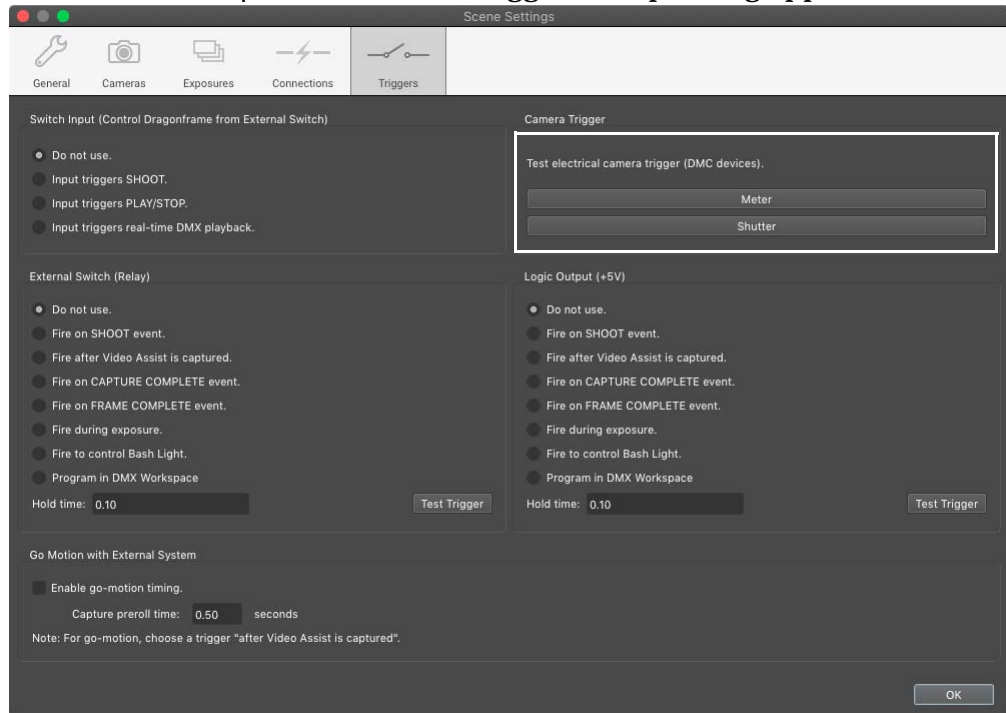 Scene Settings
General
Cameras
Exposures
Connections
Triggers
Switch Input (Control Dragonframe from External Switch)
Do not use.
Input triggers SHOOT.
Input triggers PLAY/STOP.
Input triggers real-time DMX playback.
Camera Trigger
Test electrical camera trigger (DMC devices).
Meter
Shutter
External Switch (Relay)
Do not use.
Fire on SHOOT event.
Fire after Video Assist is captured.
Fire on CAPTURE COMPLETE event.
Fire on FRAME COMPLETE event.
Fire during exposure.
Fire to control Bash Light.
Program in DMX Workspace
Hold time: 0.10 Test Trigger
Logic Output (+5V)
Do not use.
Fire on SHOOT event.
Fire after Video Assist is captured.
Fire on CAPTURE COMPLETE event.
Fire on FRAME COMPLETE event.
Fire during exposure.
Fire to control Bash Light.
Program in DMX Workspace
Hold time: 0.10 Test Trigger
Go Motion with External System
Enable go-motion timing.
Capture preroll time: 0.50 seconds
Note: For go-motion, choose a trigger "after Video Assist is captured".
OK